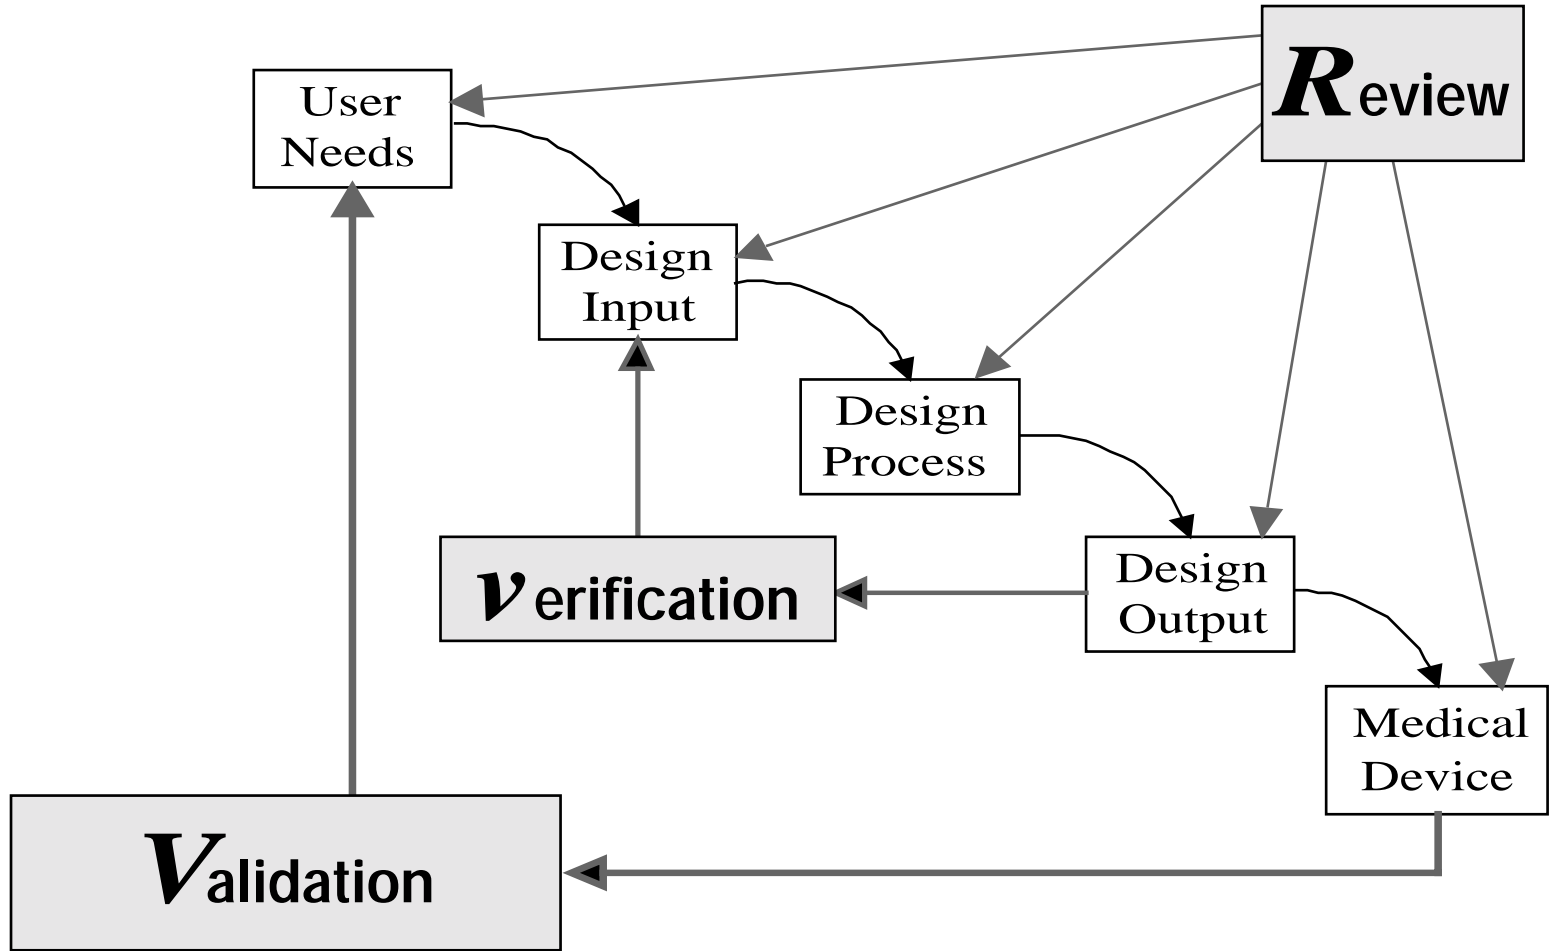 Review
User
Needs
Design
Input
Design
Process
Verification
Design
Output
Medical
Device
Validation